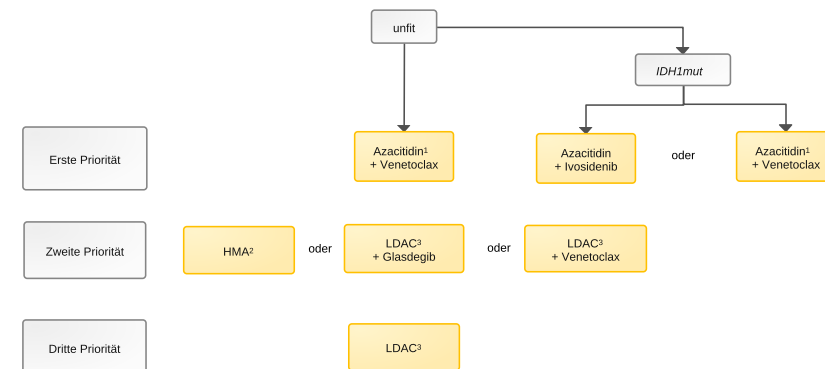 unfit
IDH1mut
Erste Priorität
Azacitidin¹
+ Venetoclax
Azacitidin
+ Ivosidenib
oder
Azacitidin¹
+ Venetoclax
Zweite Priorität
HMA²
oder
LDAC³
+ Glasdegib
oder
LDAC³
+ Venetoclax
Dritte Priorität
LDAC³